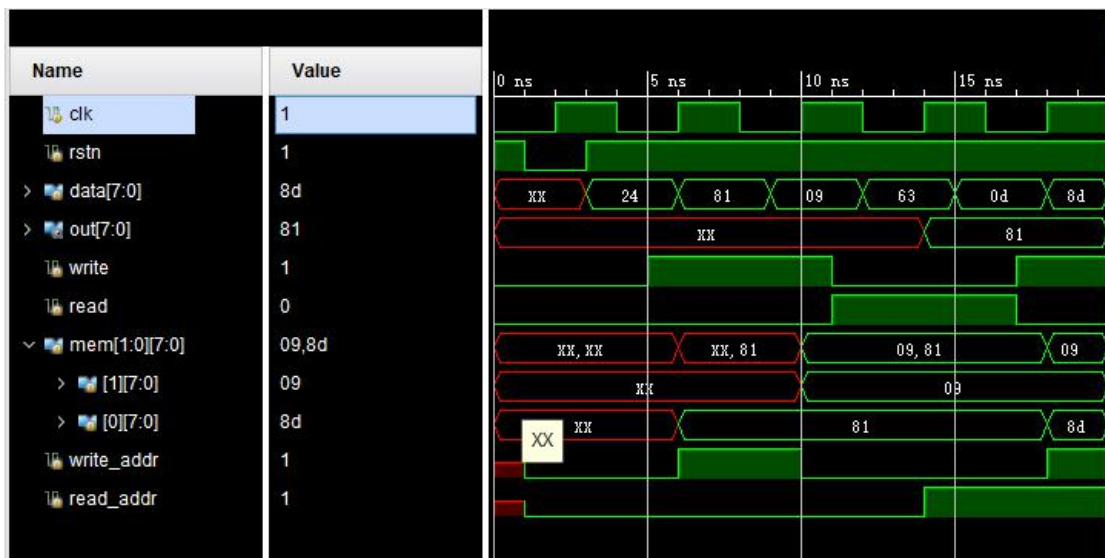 Name Value
0 ns 5 ns 10 ns 15 ns
clk 1
rstn 1
data[7:0] 8d XX 24 81 09 63 0d 8d
out[7:0] 81 XX 81
write 1
read 0
mem[1:0][7:0] 09,8d XX, XX XX, 81 09, 81 09
[1][7:0] 09 XX 09
[0][7:0] 8d XX 81 8d
XX
write_addr 1
read_addr 1